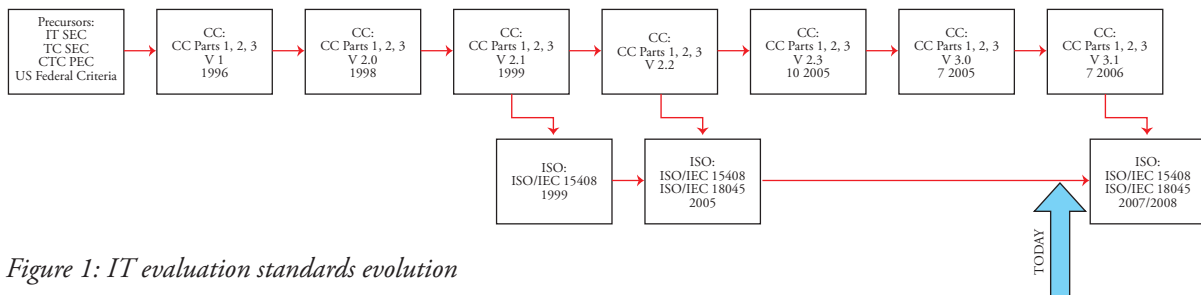 Precursors:
IT SEC
TC SEC
CTC PEC
US Federal Criteria
CC:
CC Parts 1, 2, 3
V 1
1996
CC:
CC Parts 1, 2, 3
V 2.0
1998
CC:
CC Parts 1, 2, 3
V 2.1
1999
CC:
CC Parts 1, 2, 3
V 2.2
CC:
CC Parts 1, 2, 3
V 2.3
10 2005
CC:
CC Parts 1, 2, 3
V 3.0
7 2005
CC:
CC Parts 1, 2, 3
V 3.1
7 2006
ISO:
ISO/IEC 15408
1999
ISO:
ISO/IEC 15408
ISO/IEC 18045
2005
ISO:
ISO/IEC 15408
ISO/IEC 18045
2007/2008
TODAY
Figure 1: IT evaluation standards evolution